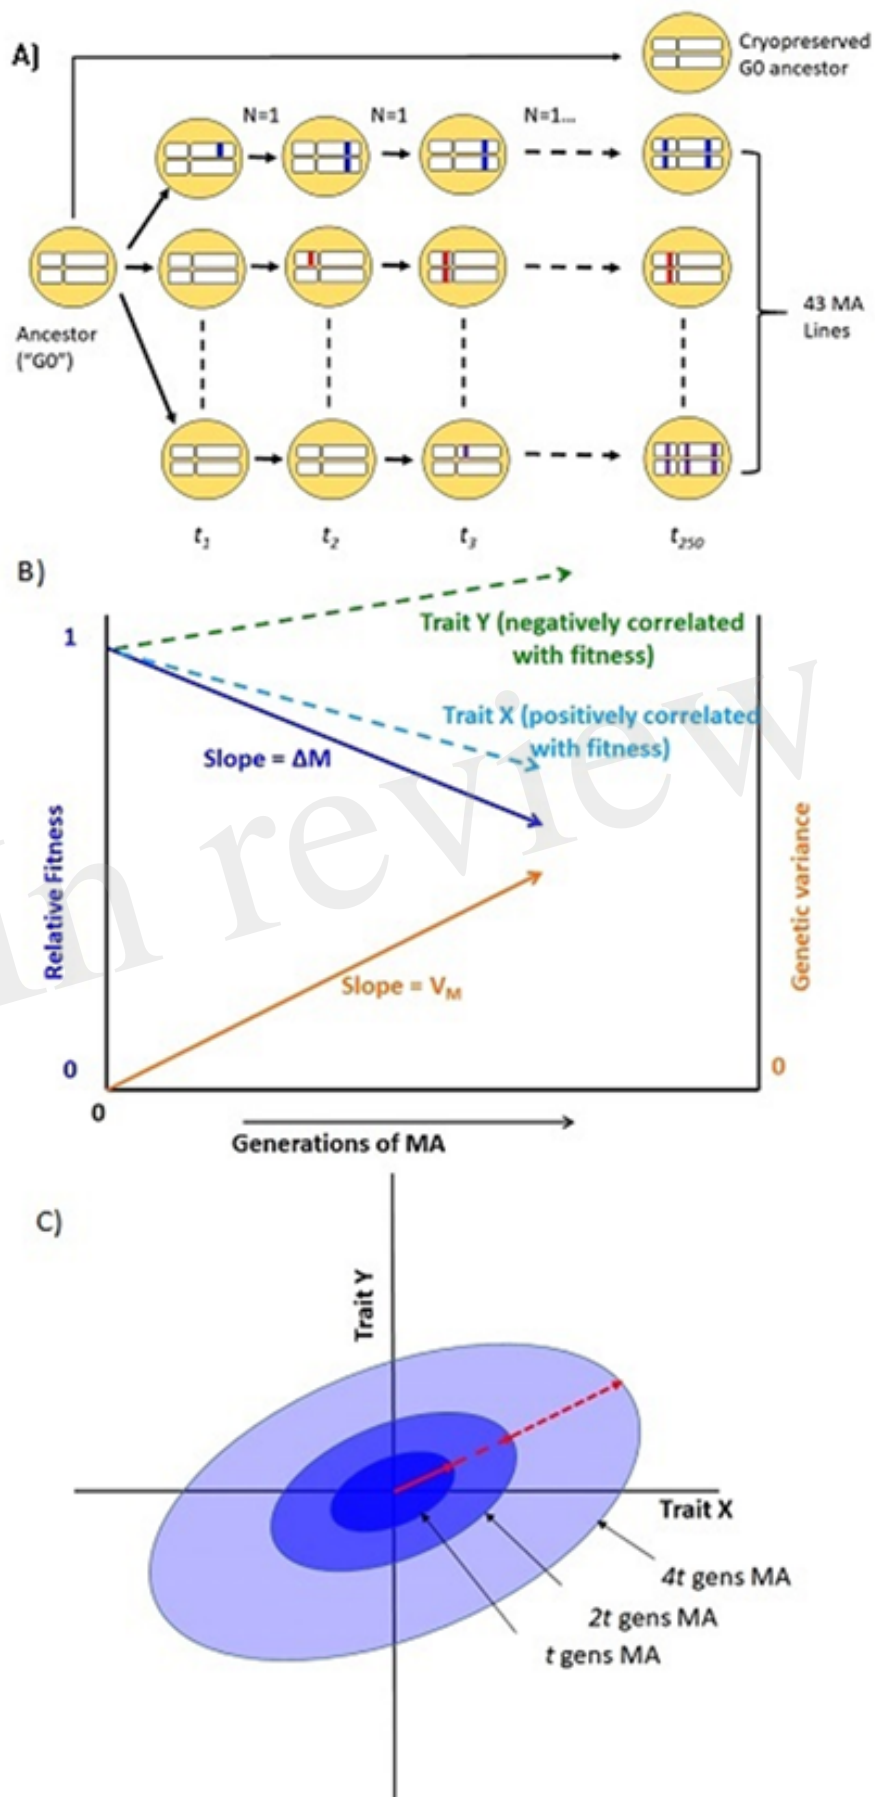 A)
Cryopreserved
G0 ancestor
N=1
N=1
N=1...
Ancestor
("G0")
43 MA
Lines
t1
t2
t3
t250
B)
1
Trait Y (negatively correlated
with fitness)
Trait X (positively correlated
with fitness)
Slope = ΔM
Relative Fitness
Genetic variance
Slope = VM
0
0
0
Generations of MA
In review
C)
Trait Y
Trait X
4t gens MA
2t gens MA
t gens MA